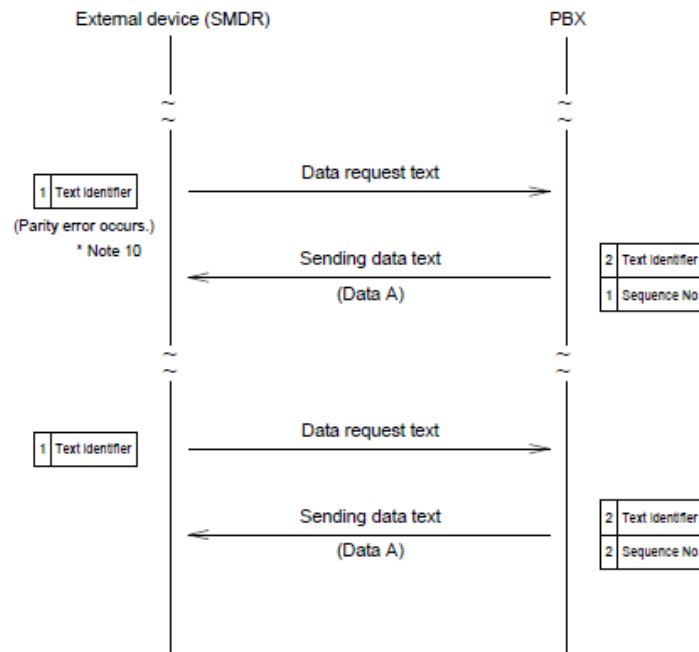 External device (SMDR)
PBX
Data request text
1 Text Identifier
(Parity error occurs.)
* Note 10
Sending data text
(Data A)
2 Text Identifier
1 Sequence No
Data request text
1 Text Identifier
Sending data text
(Data A)
2 Text Identifier
2 Sequence No